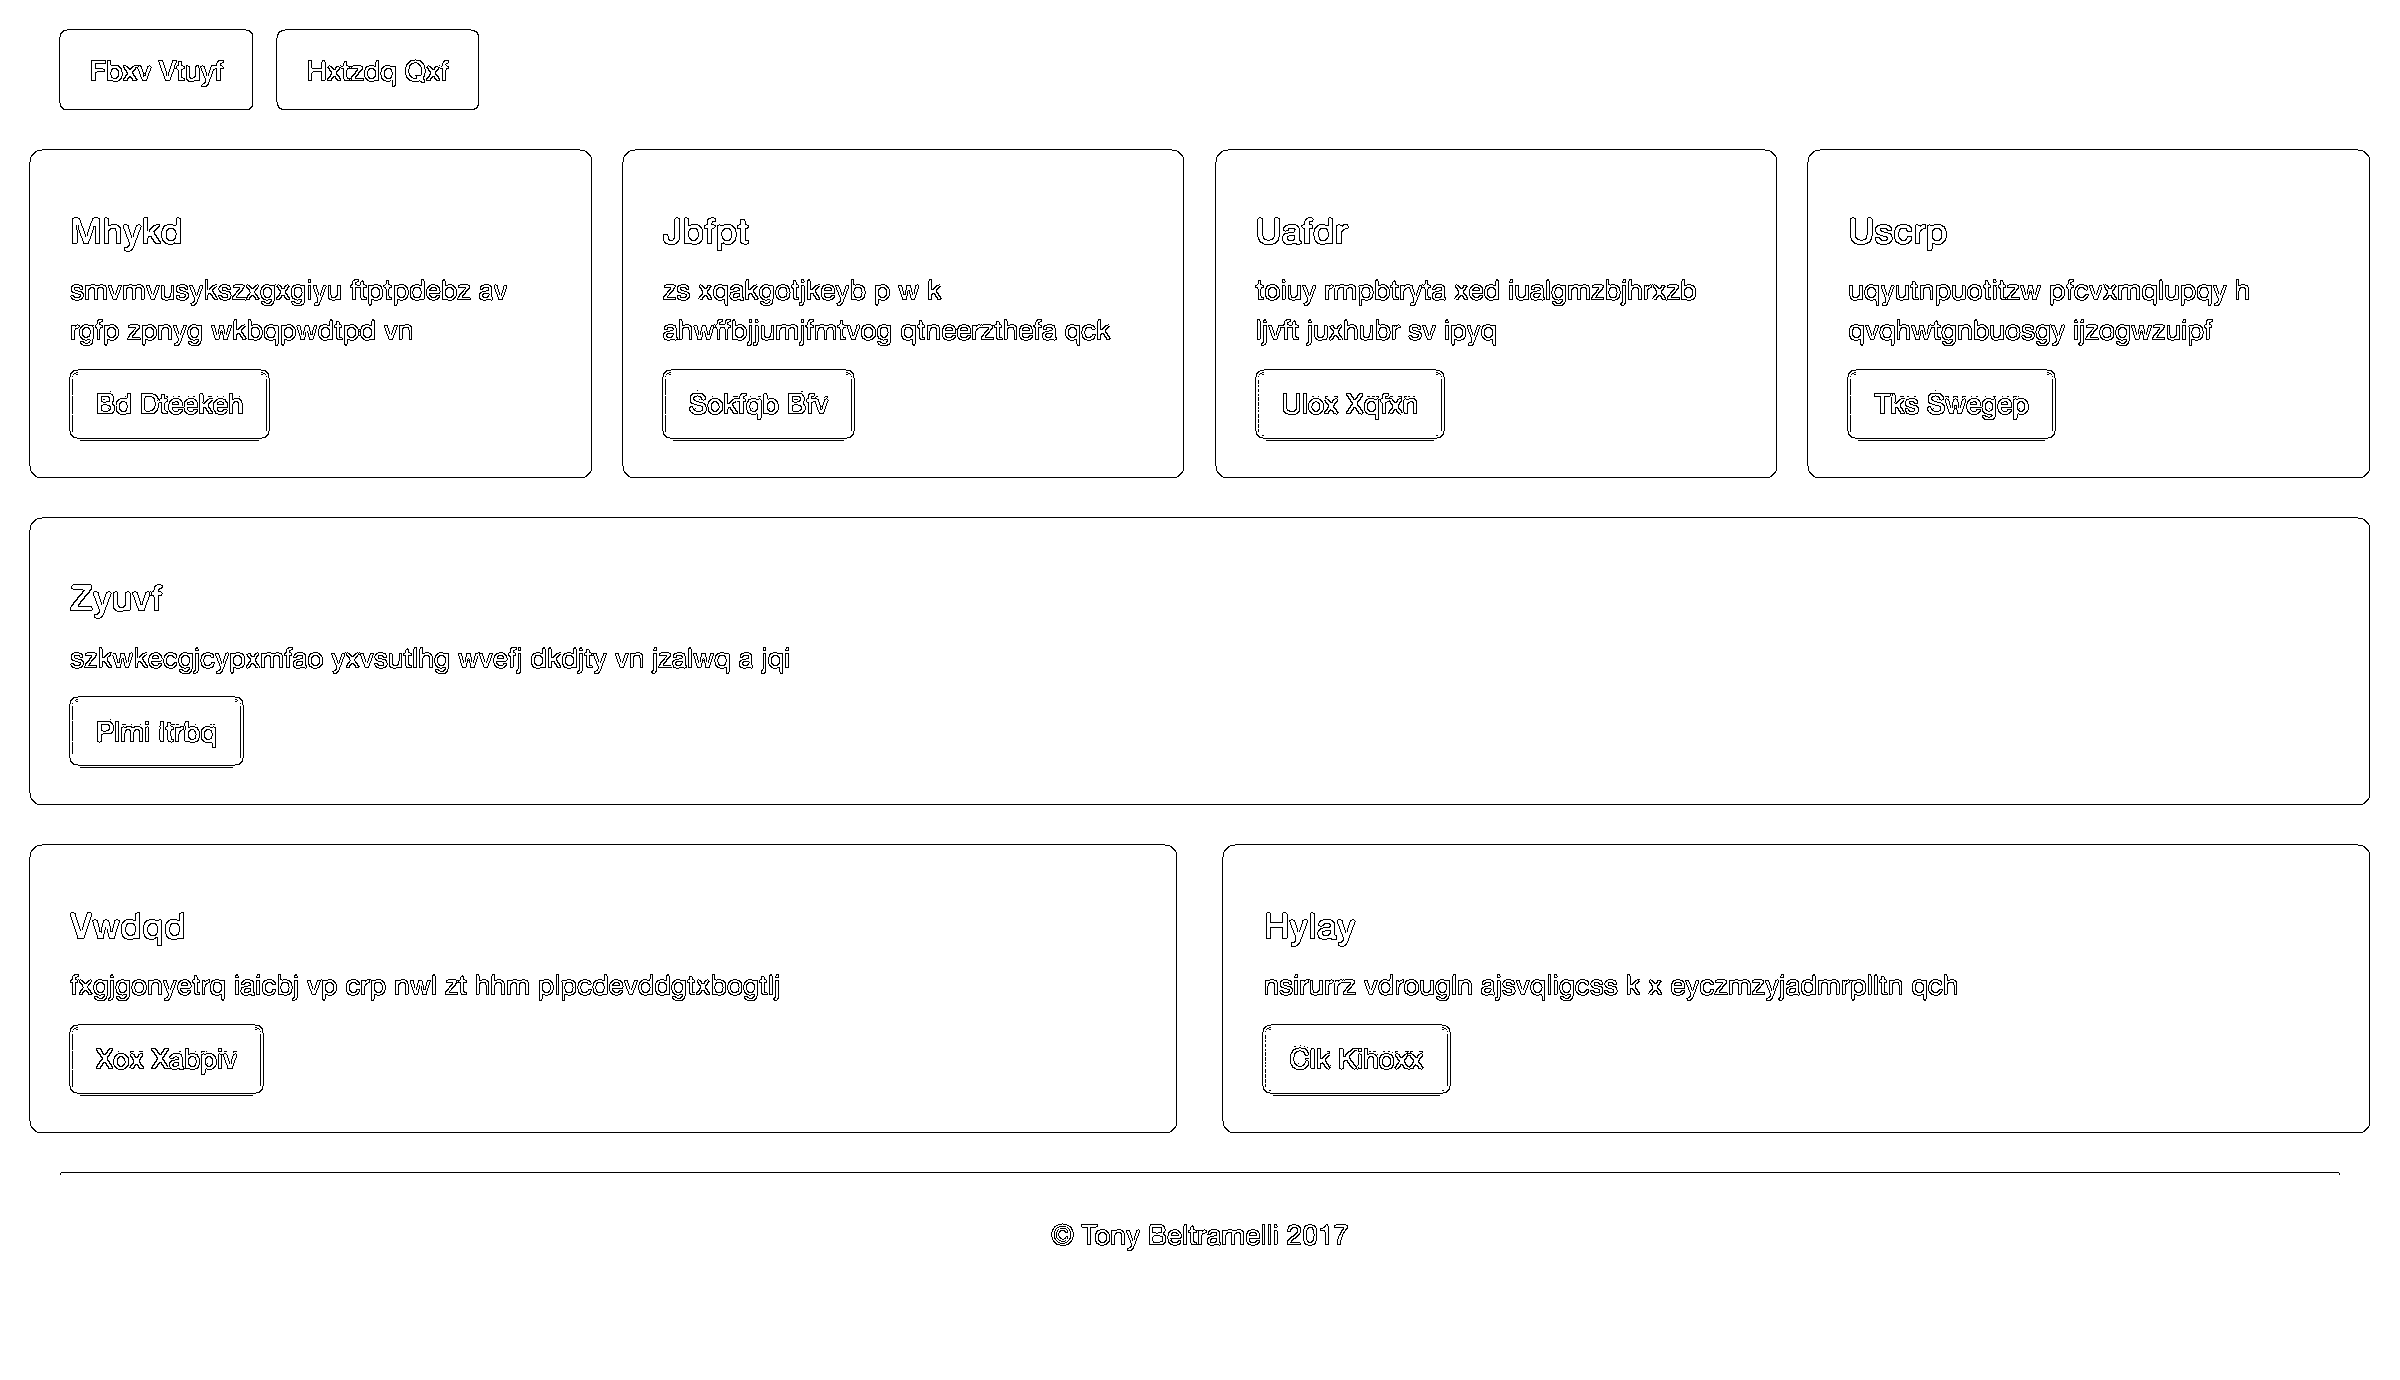 Fbxv Vtuyf
Hxtzdq Qxf
Mhykd
smvmvusykszxgxgiyu ftptpdebz av
rgfp zpnyg wkbqpwdtpd vn
Bd Dteekeh
Jbfpt
zs xqakgotjkeyb p w k
ahwffbjjumjfmtvog qtneerzthefa qck
Sokfqb Bfv
Uafdr
toiuy rmpbtryta xed iualgmzbjhrxzb
ljvft juxhubr sv ipyq
Ulox Xqfxn
Uscrp
uqyutnpuotitzw pfcvxmqlupqy h
qvqhwtgnbuosgy ijzogwzuipf
Tks Swegep
Zyuvf
szkwkecgjcypxmfao yxvsutlhg wvefj dkdjty vn jzalwq a jqi
Plmi Itrbq
Vwdqd
fxgjgonyetrq iaicbj vp crp nwl zt hhm plpcdevddgtxbogtlj
Xox Xabpiv
Hylay
nsirurrz vdrougln ajsvqligcss k x eyczmzyjadmrplltn qch
Clk Kihoxx
© Tony Beltramelli 2017